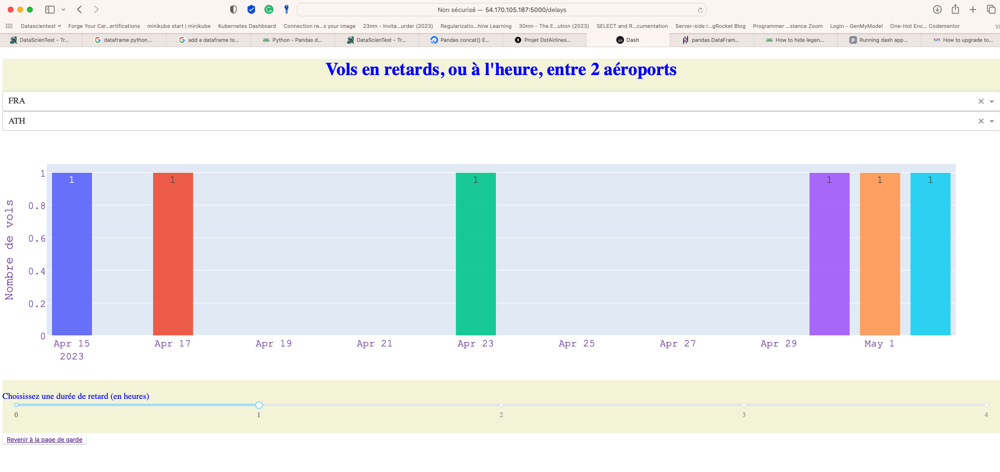 Non sécurisé — 54.170.105.187:5000/delays
Datascientest Forge Your Car...ertifications minikube start | minikube Kubernetes Dashboard Connection re...s your image 23mn - Invita...urder (2023) Regularizatio...hine Learning 30mn - The E...ution (2023) SELECT and R...cumentation Server-side r...gRocket Blog Programmer ...stance Zoom Login - GenMyModel One-Hot Enc... Codementor
DataScienTest - Tr... dataframe python... add a dataframe to... Python - Pandas d... DataScienTest - Tr... Pandas concat() E... Projet DstAirlines... Dash pandas.DataFram... How to hide legen... P Running dash app... How to upgrade to...
Vols en retards, ou à l'heure, entre 2 aéroports
FRA
ATH
Nombre de vols
1
0.8
0.6
0.4
0.2
0
1 1 1 1 1 1
Apr 15 Apr 17 Apr 19 Apr 21 Apr 23 Apr 25 Apr 27 Apr 29 May 1
2023
Choisissez une durée de retard (en heures)
0 1 2 3 4
Revenir à la page de garde